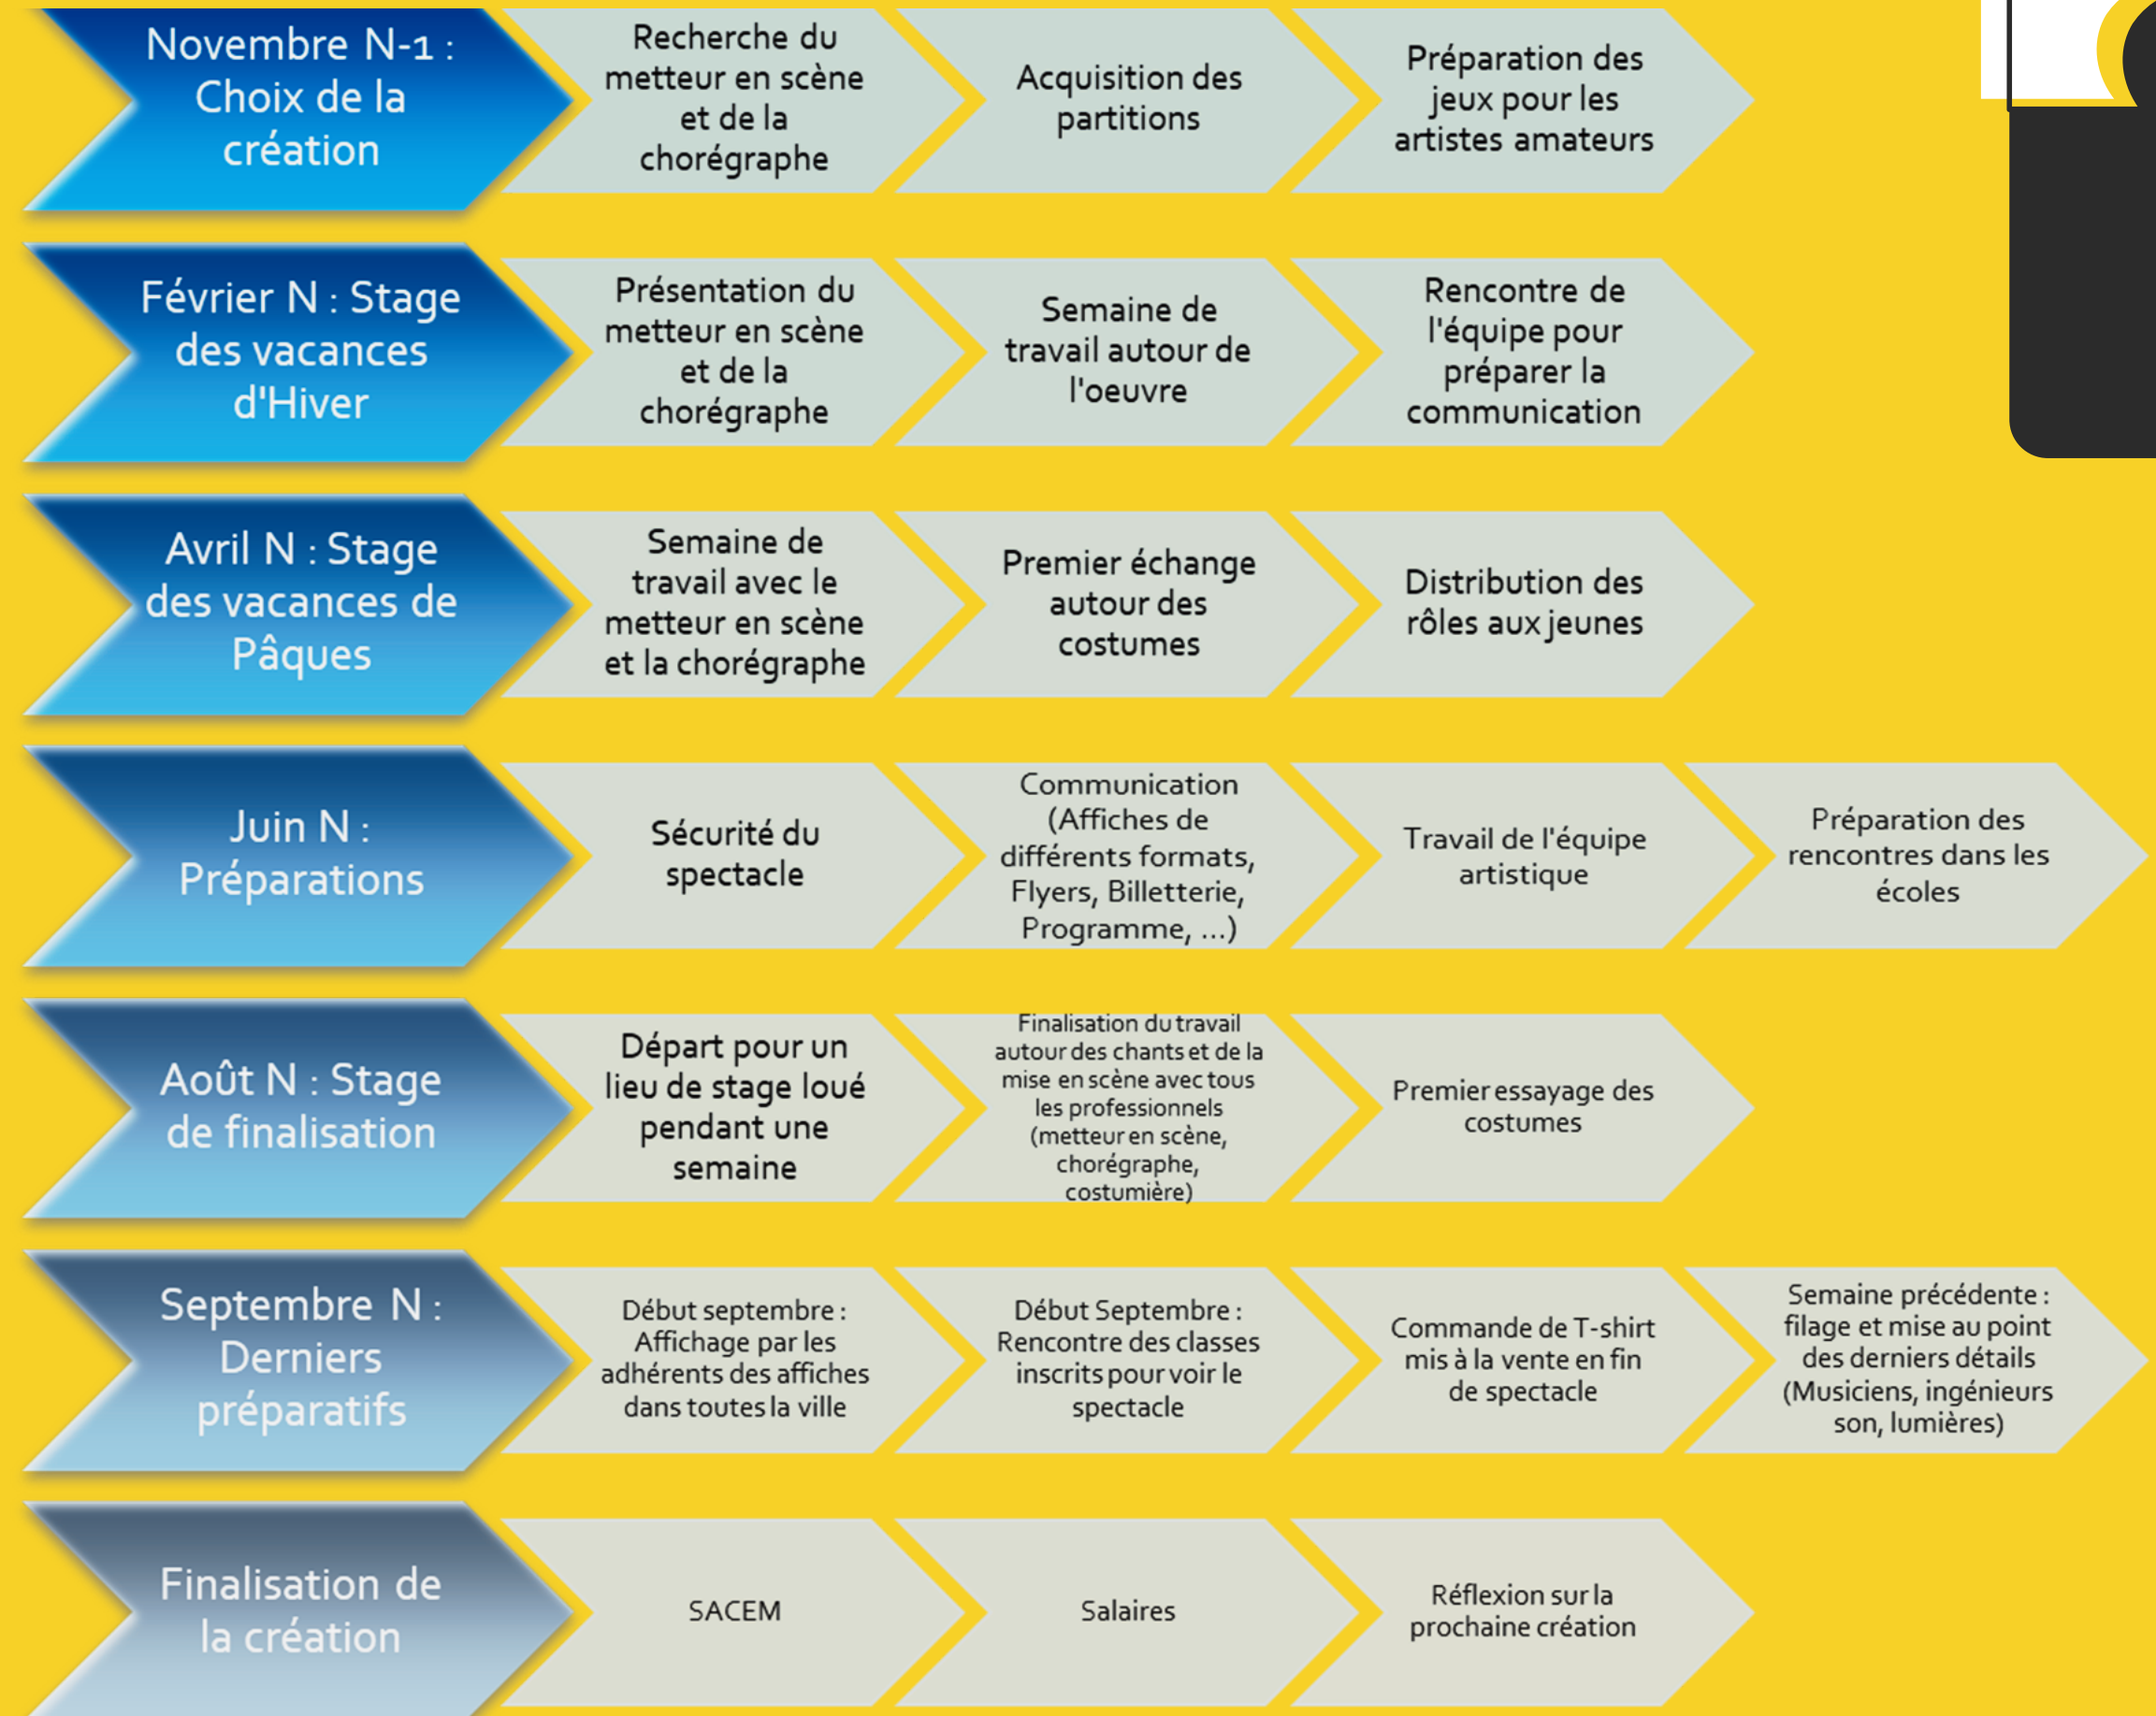 Novembre N-1 :
Choix de la
création
Recherche du
metteur en scène
et de la
chorégraphe
Acquisition des
partitions
Préparation des
jeux pour les
artistes amateurs
Février N : Stage
des vacances
d'Hiver
Présentation du
metteur en scène
et de la
chorégraphe
Semaine de
travail autour de
l'oeuvre
Rencontre de
l'équipe pour
préparer la
communication
Avril N : Stage
des vacances de
Pâques
Semaine de
travail avec le
metteur en scène
et la chorégraphe
Premier échange
autour des
costumes
Distribution des
rôles aux jeunes
Juin N :
Préparations
Sécurité du
spectacle
Communication
(Affiches de
différents formats,
Flyers, Billetterie,
Programme, ...)
Travail de l'équipe
artistique
Préparation des
rencontres dans les
écoles
Août N : Stage
de finalisation
Départ pour un
lieu de stage loué
pendant une
semaine
Finalisation du travail
autour des chants et de la
mise en scène avec tous
les professionnels
(metteur en scène,
chorégraphe,
costumière)
Premier essayage des
costumes
Septembre N :
Derniers
préparatifs
Début septembre :
Affichage par les
adhérents des affiches
dans toutes la ville
Début Septembre :
Rencontre des classes
inscrits pour voir le
spectacle
Commande de T-shirt
mis à la vente en fin
de spectacle
Semaine précédente :
filage et mise au point
des derniers détails
(Musiciens, ingénieurs
son, lumières)
Finalisation de
la création
SACEM
Salaires
Réflexion sur la
prochaine création